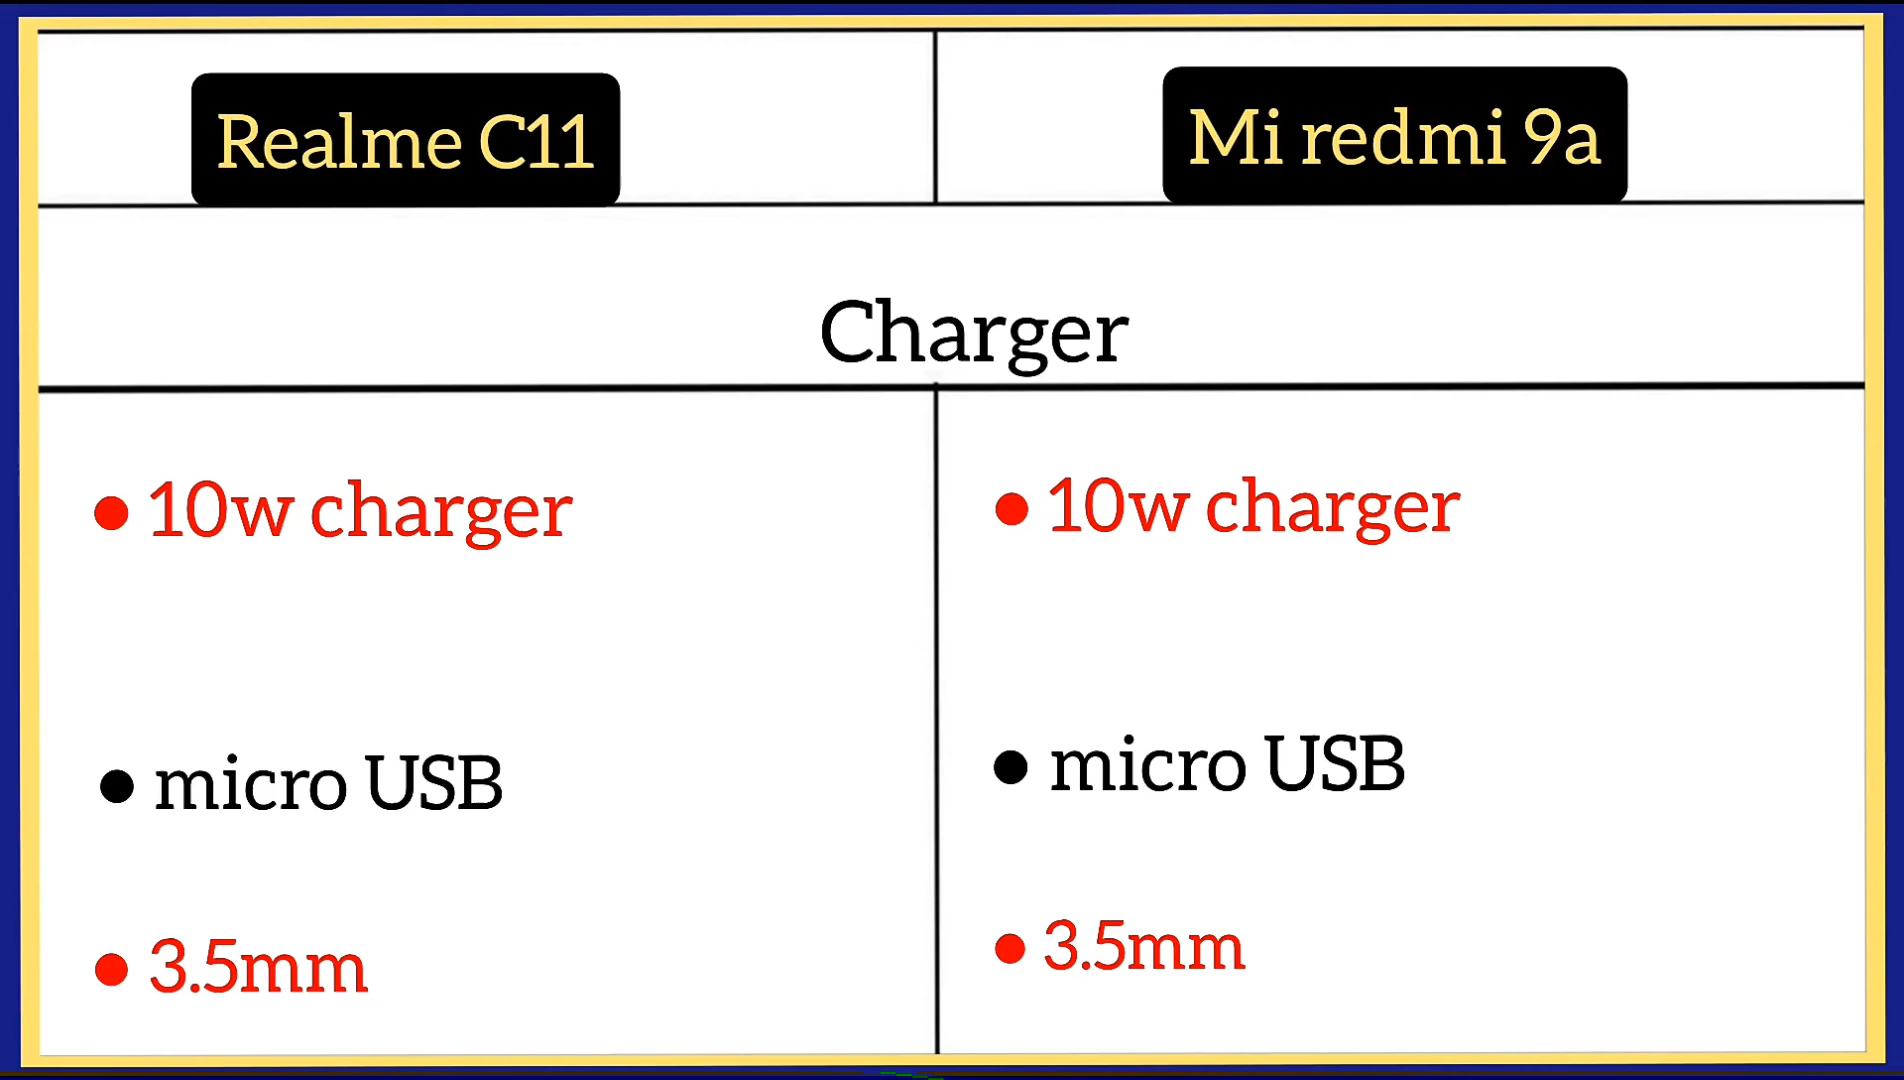 Realme C11
Mi redmi 9a
Charger
● 10w charger
● 10w charger
● micro USB
● micro USB
● 3.5mm
● 3.5mm